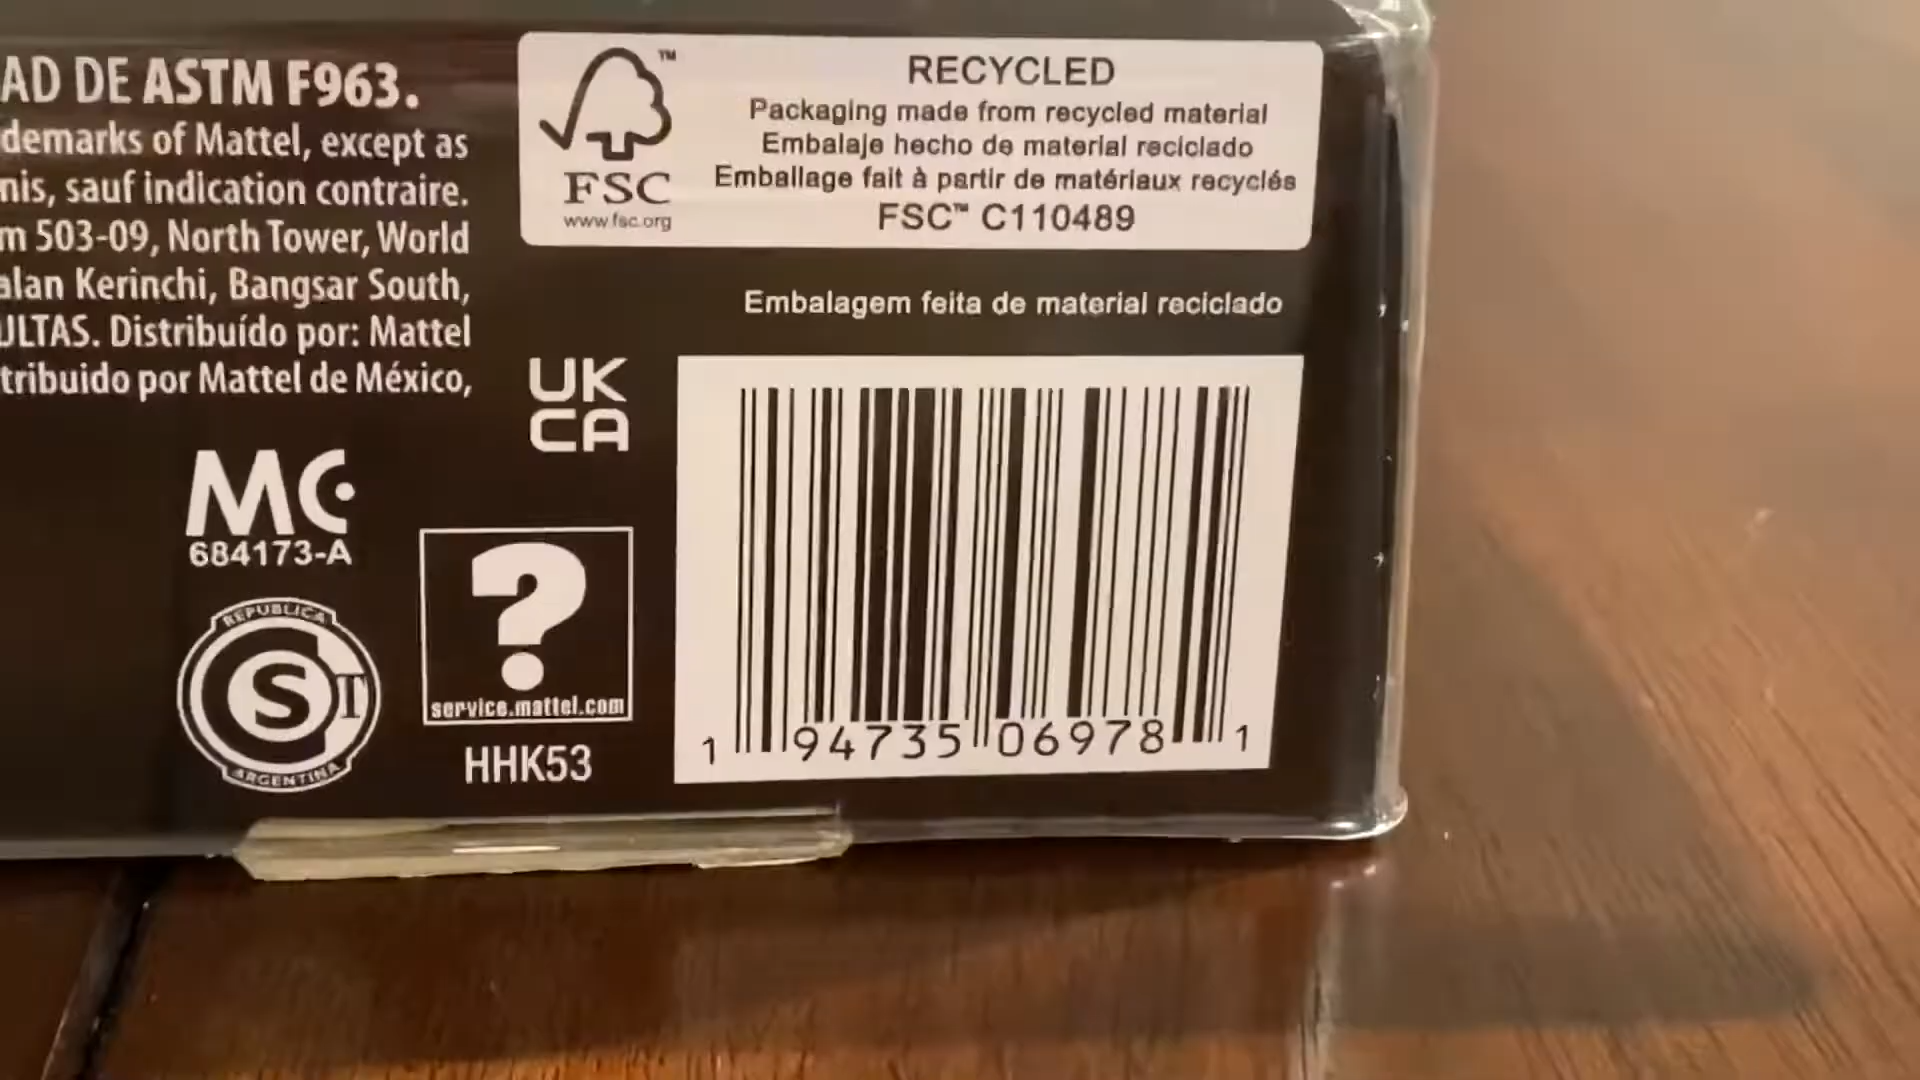 AD DE ASTM F963.
demarks of Mattel, except as
nis, sauf indication contraire.
m 503-09, North Tower, World
alan Kerinchi, Bangsar South,
ULTAS. Distribuído por: Mattel
tribuido por Mattel de México,
™
FSC
www.fsc.org
RECYCLED
Packaging made from recycled material
Embalaje hecho de material reciclado
Emballage fait à partir de matériaux recyclés
FSC™ C110489
Embalagem feita de material reciclado
UK
CA
MC
684173-A
REPUBLICA
S T
ARGENTINA
?
service.mattel.com
HHK53
1 94735 06978 1